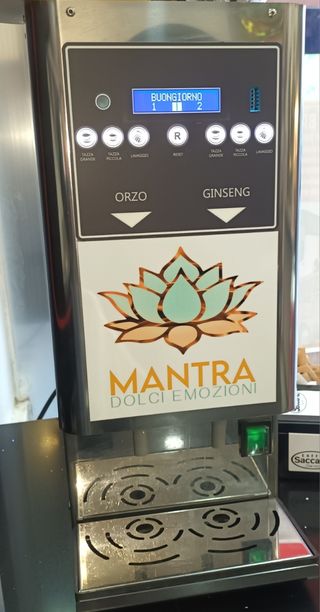 BUONGIORNO
1 2
TAZZA GRANDE
TAZZA PICCOLA
LAVAGGIO
R
RESET
TAZZA GRANDE
TAZZA PICCOLA
LAVAGGIO
ORZO
GINSENG
MANTRA
DOLCI EMOZIONI
Sacca